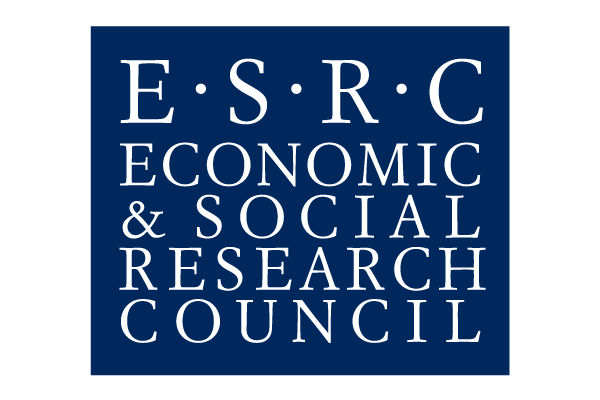 E·S·R·C
ECONOMIC
& SOCIAL
RESEARCH
COUNCIL